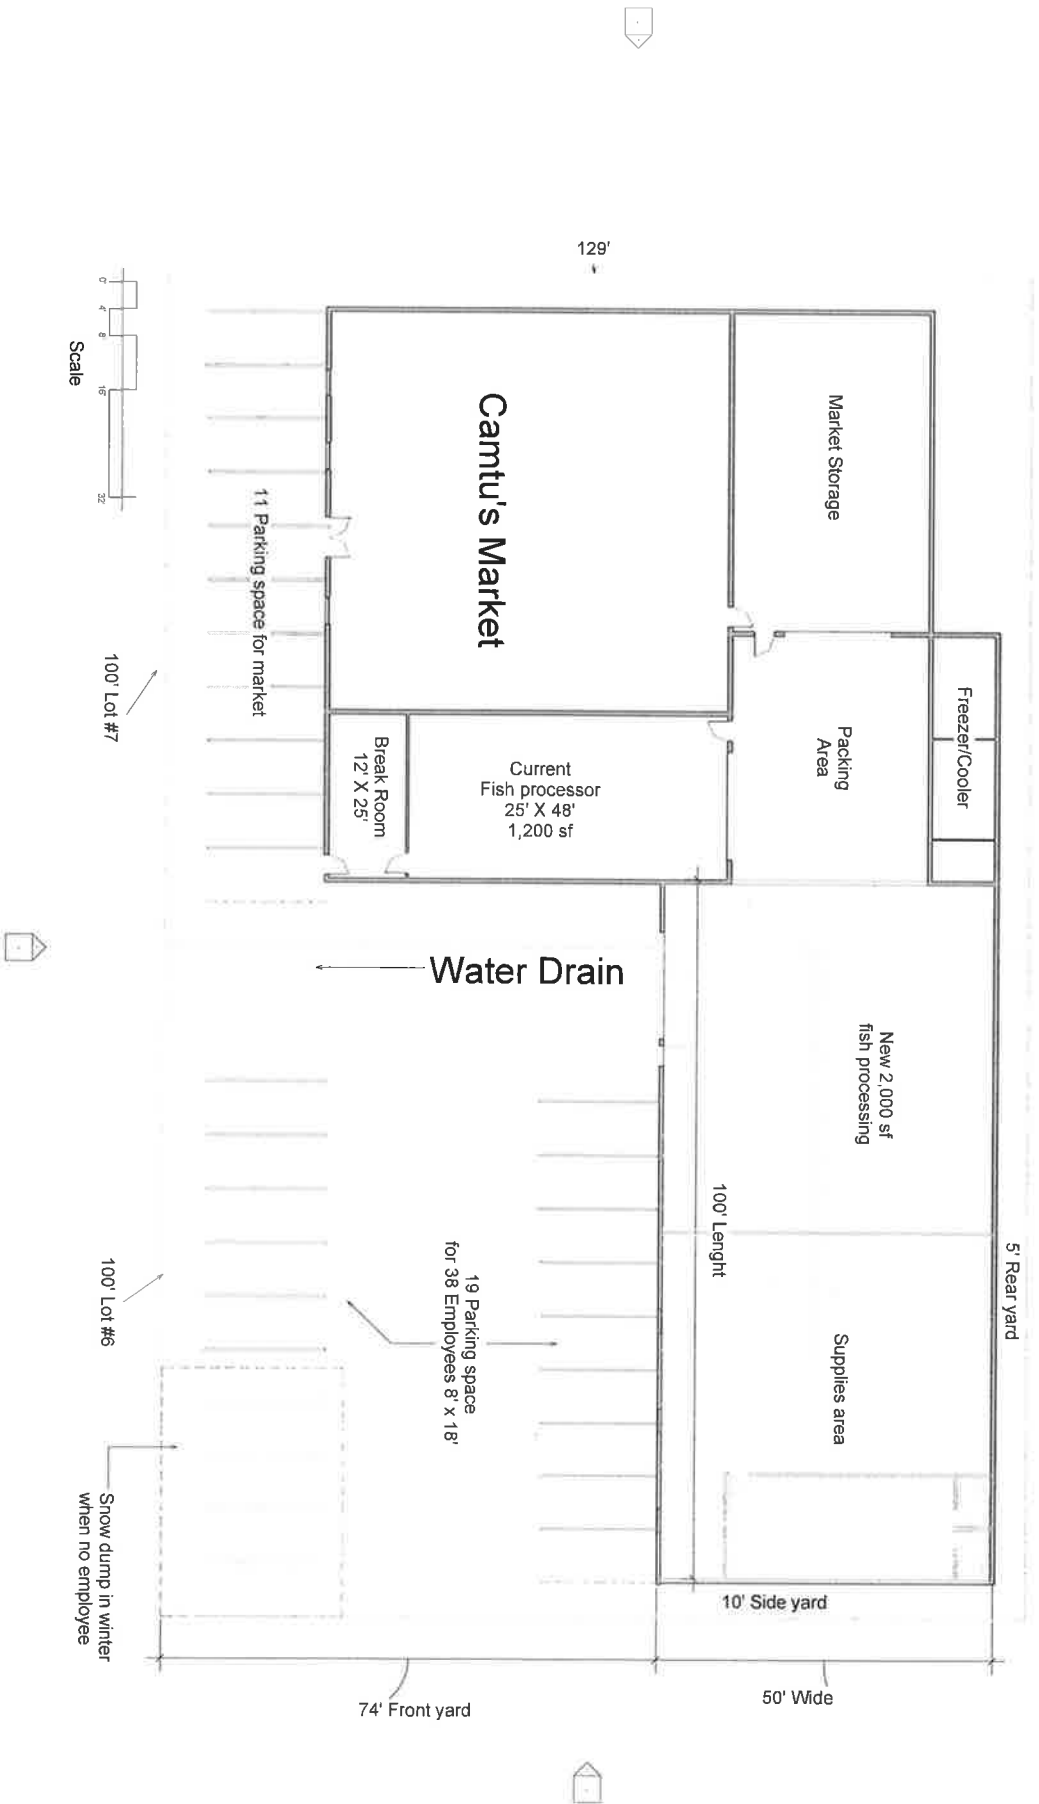 129'
Market Storage
Camtu's Market
Freezer/Cooler
Packing
Area
Current
Fish processor
25' X 48'
1,200 sf
Break Room
12' X 25'
11 Parking space for market
0'
4'
8'
16'
32'
Scale
100' Lot #7
Water Drain
New 2,000 sf
fish processing
100' Lenght
5' Rear yard
Supplies area
19 Parking space
for 38 Employees 8' x 18'
100' Lot #6
Snow dump in winter
when no employee
10' Side yard
74' Front yard
50' Wide